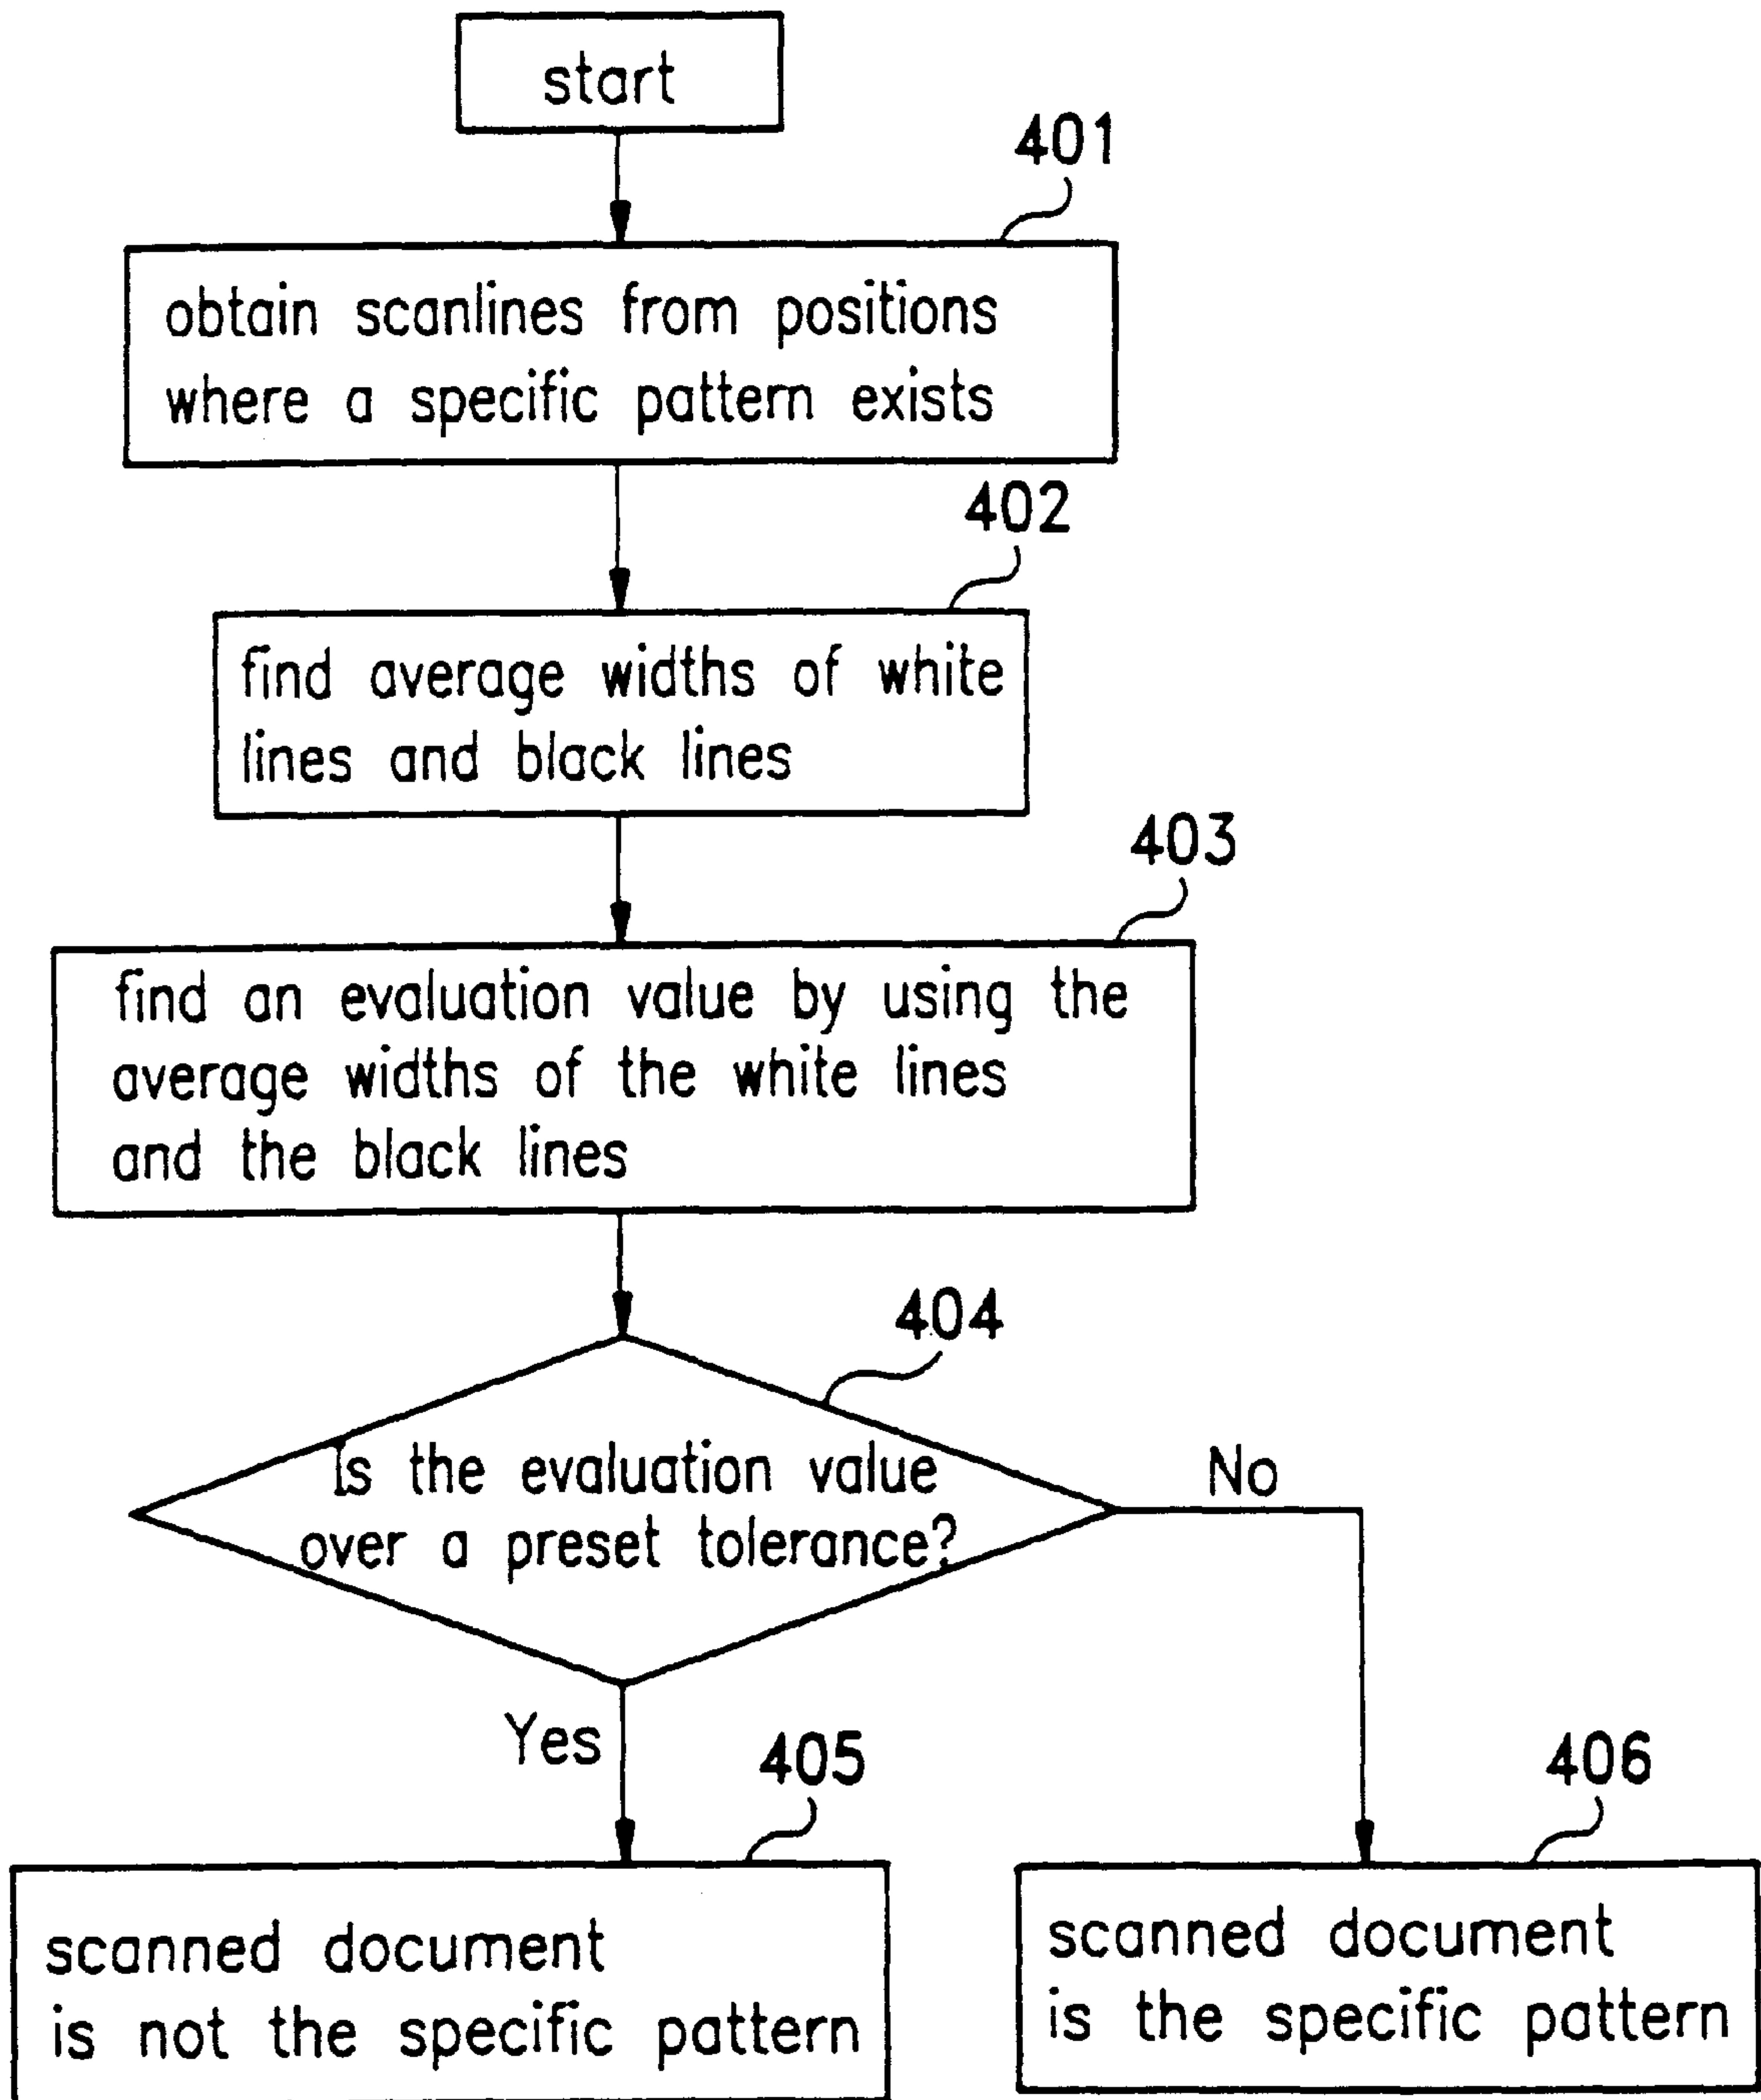 start
401
obtain scanlines from positions
where a specific pattern exists
402
find average widths of white
lines and black lines
403
find an evaluation value by using the
average widths of the white lines
and the black lines
404
Is the evaluation value
over a preset tolerance?
No
Yes
405
406
scanned document
is not the specific pattern
scanned document
is the specific pattern